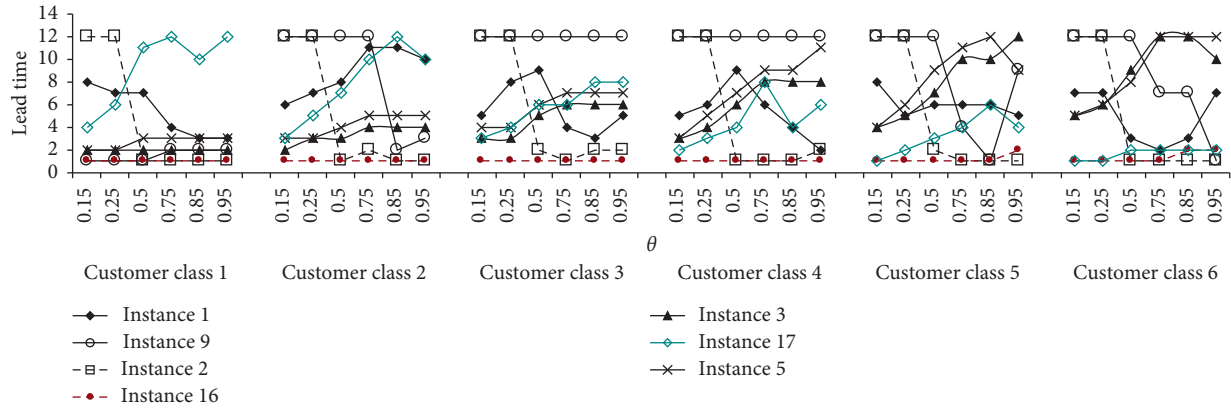 14
12
10
8
6
4
2
0
Lead time
0.15 0.25 0.5 0.75 0.85 0.95 0.15 0.25 0.5 0.75 0.85 0.95 0.15 0.25 0.5 0.75 0.85 0.95 0.15 0.25 0.5 0.75 0.85 0.95 0.15 0.25 0.5 0.75 0.85 0.95 0.15 0.25 0.5 0.75 0.85 0.95
θ
Customer class 1 Customer class 2 Customer class 3 Customer class 4 Customer class 5 Customer class 6
Instance 1
Instance 9
Instance 2
Instance 16
Instance 3
Instance 17
Instance 5